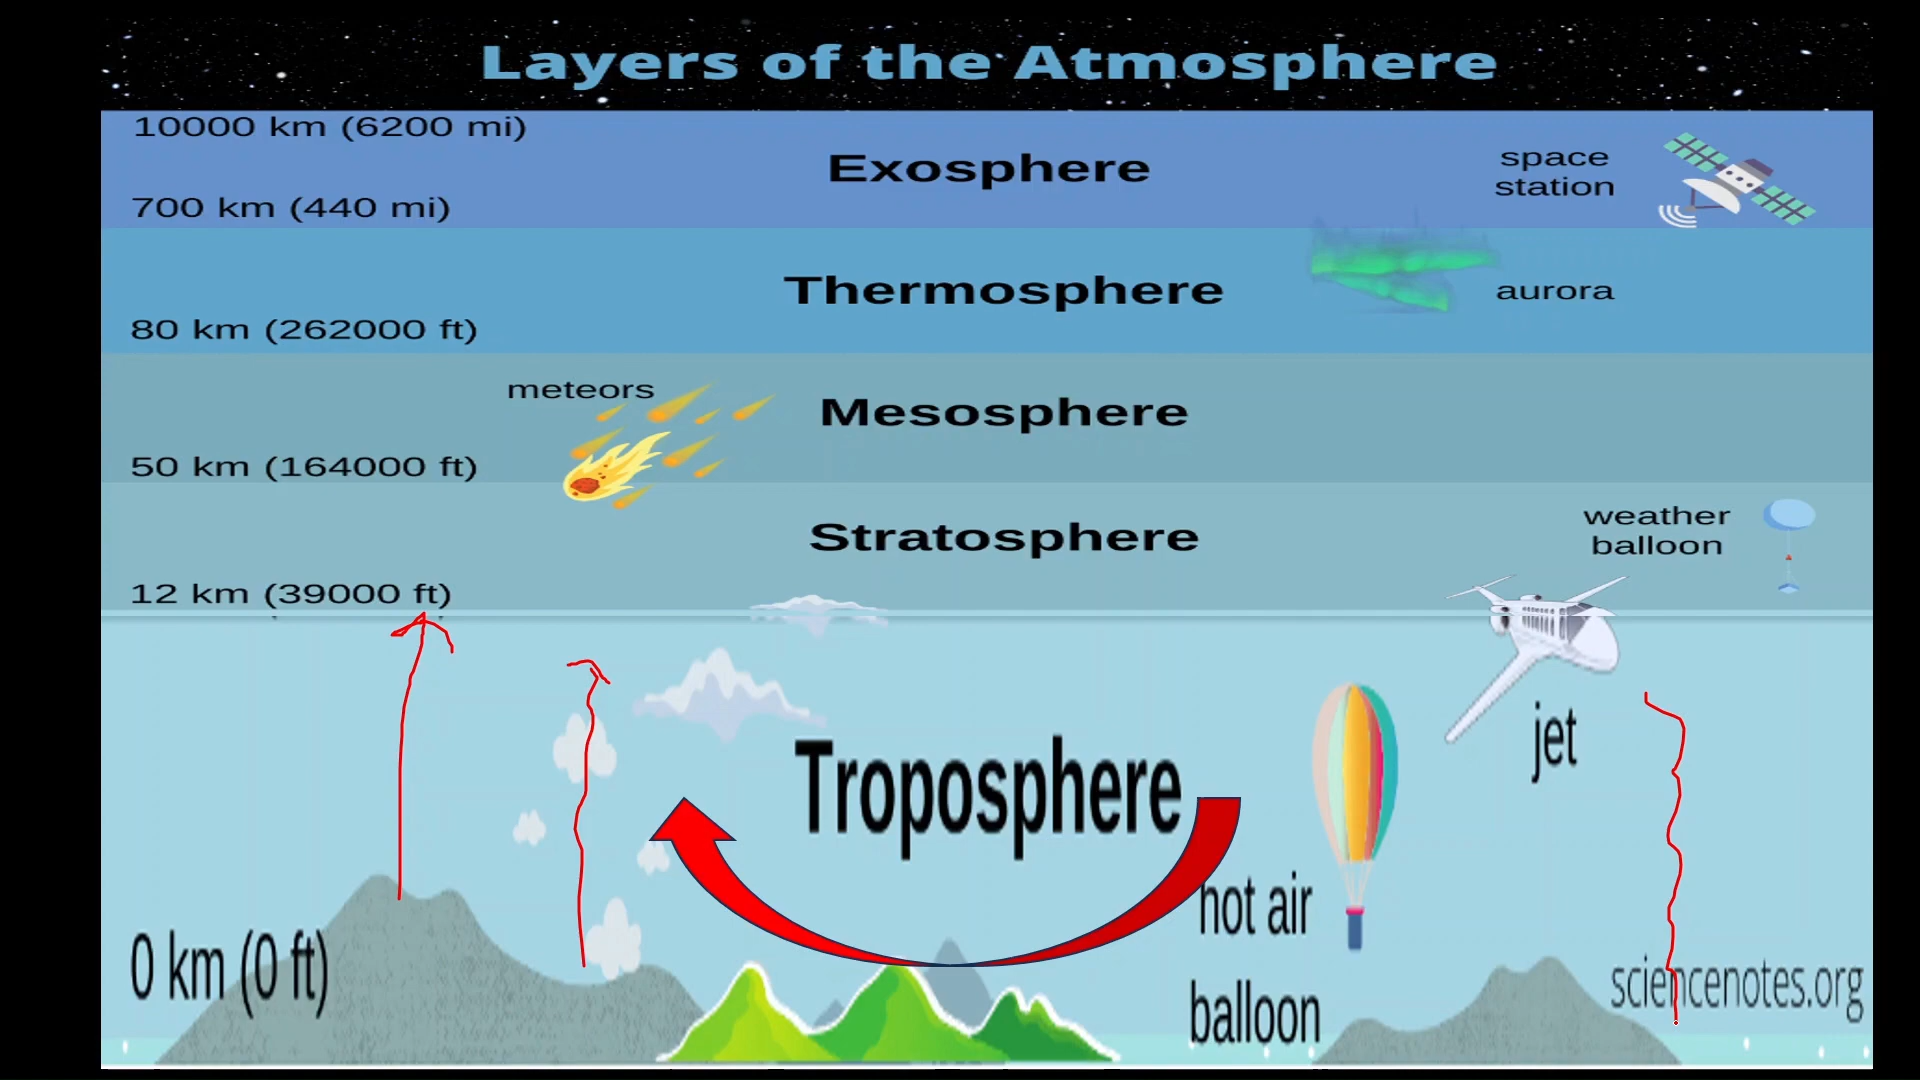 Layers of the Atmosphere
10000 km (6200 mi)
Exosphere
space
station
700 km (440 mi)
Thermosphere
aurora
80 km (262000 ft)
meteors
Mesosphere
50 km (164000 ft)
Stratosphere
weather
balloon
12 km (39000 ft)
jet
Troposphere
hot air
balloon
0 km (0 ft)
sciencenotes.org